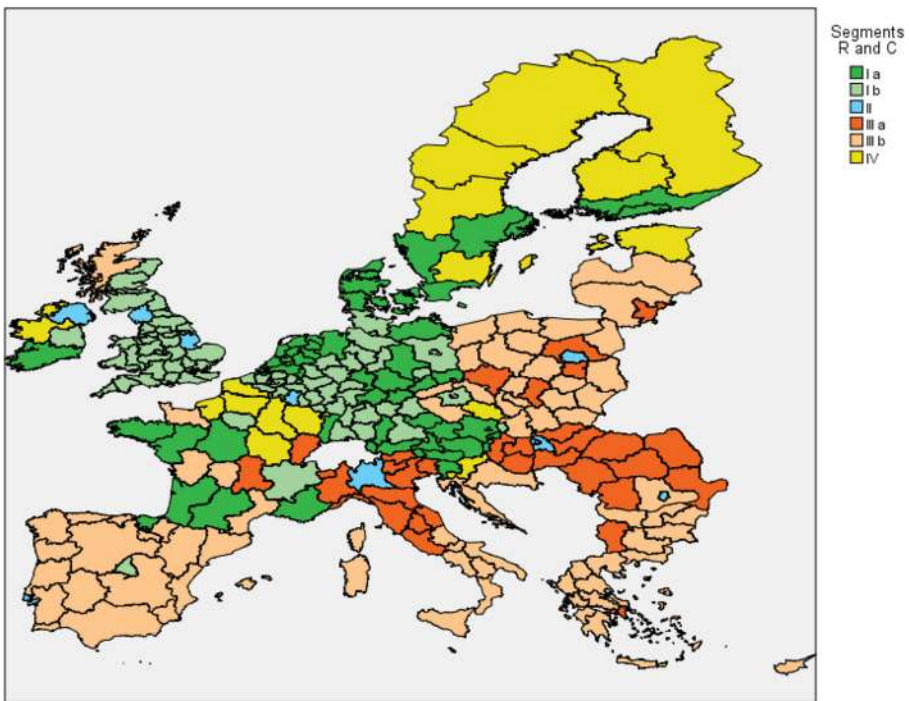 Segments
R and C
I a
I b
II
III a
III b
IV